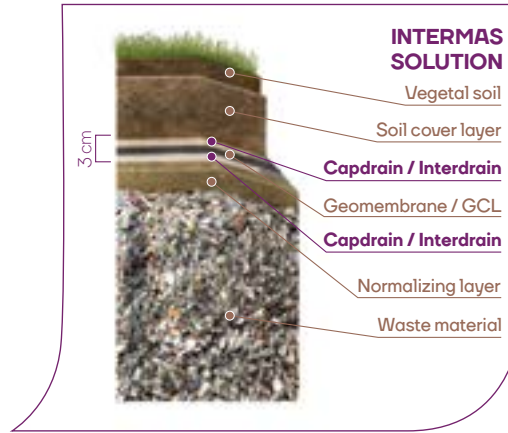 INTERMAS
SOLUTION
Vegetal soil
Soil cover layer
3 cm
Capdrain / Interdrain
Geomembrane / GCL
Capdrain / Interdrain
Normalizing layer
Waste material